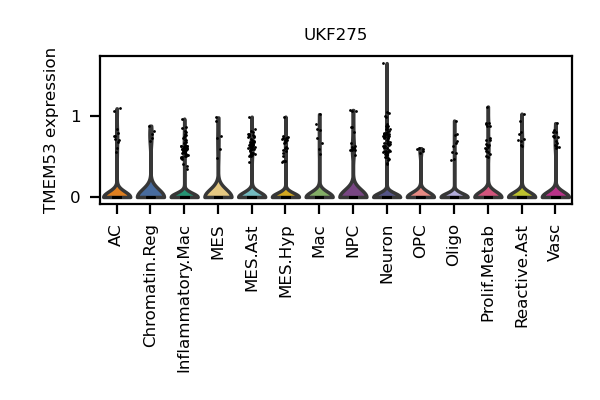 UKF275
TMEM53 expression
1
0
AC
Chromatin.Reg
Inflammatory.Mac
MES
MES.Ast
MES.Hyp
Mac
NPC
Neuron
OPC
Oligo
Prolif.Metab
Reactive.Ast
Vasc